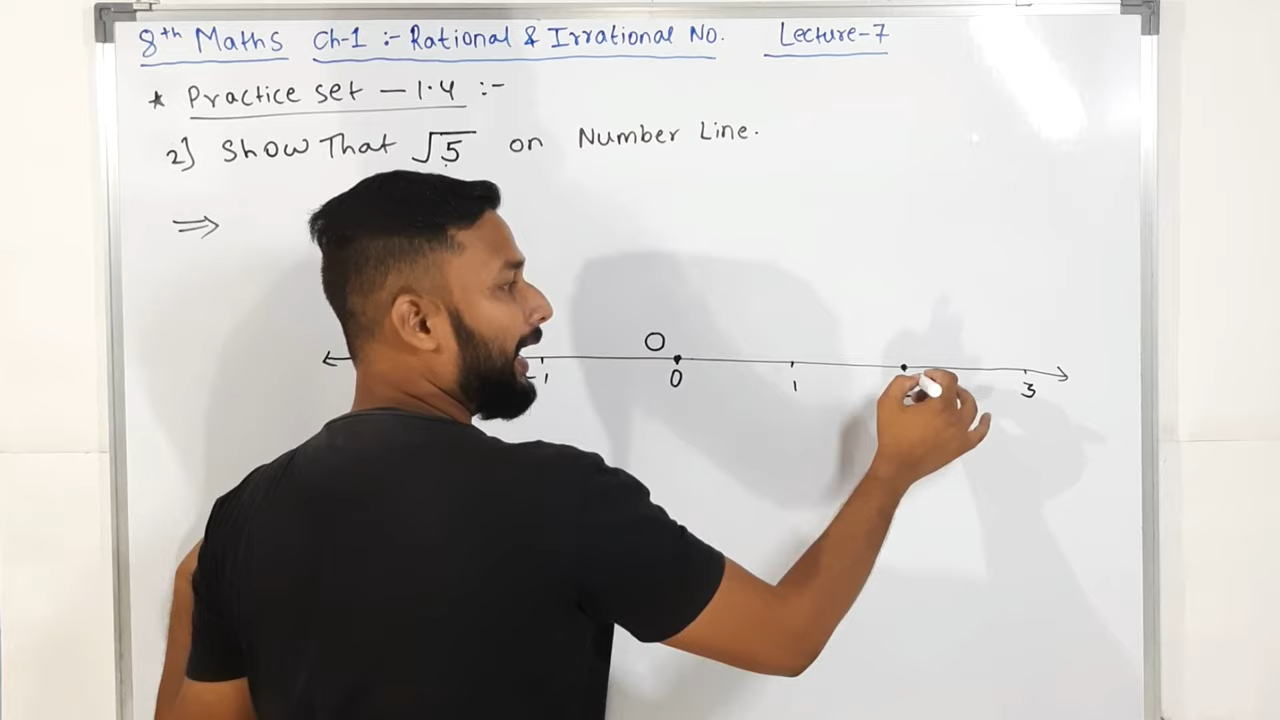 8th Maths Ch-1 :- Rational & Irrational No. Lecture-7
* Practice set - 1.4 :-
2] Show That √5 on Number Line.
⇒
O
-1 0 1 3